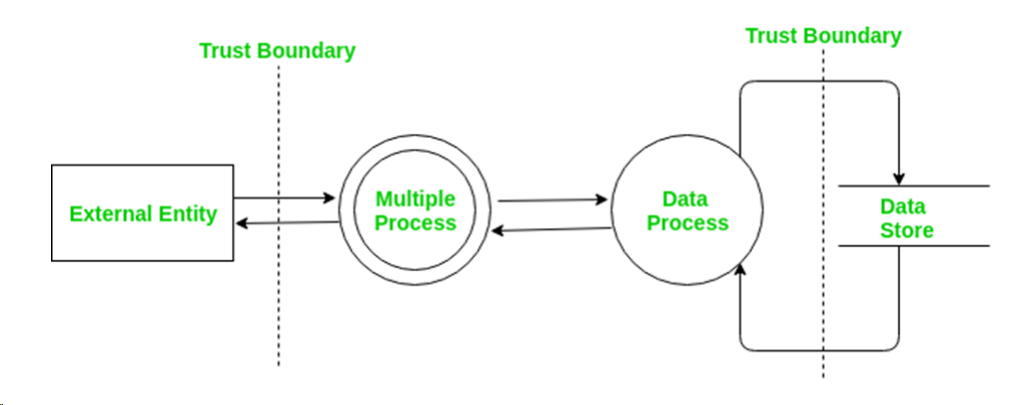 Trust Boundary
Trust Boundary
External Entity
Multiple
Process
Data
Process
Data
Store